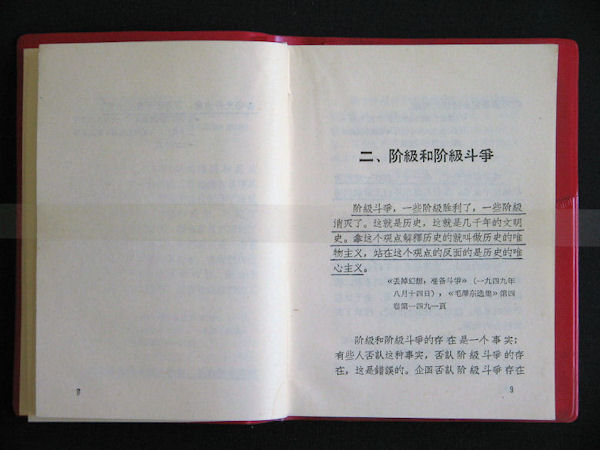 二、阶級和阶級斗爭
阶級斗爭，一些阶級胜利了，一些阶級
消灭了。这就是历史，这就是几千年的文明
史。拿这个观点解釋历史的就叫做历史的唯
物主义，站在这个观点的反面的是历史的唯
心主义。
《丢掉幻想，准备斗爭》（一九四九年
八月十四日），《毛澤东选集》第四
卷第一四九一頁
阶級和阶級斗爭的存在是一个事实；
有些人否认这种事实，否认阶級斗爭的存
在，这是錯誤的。企图否认阶級斗爭存在
8
9